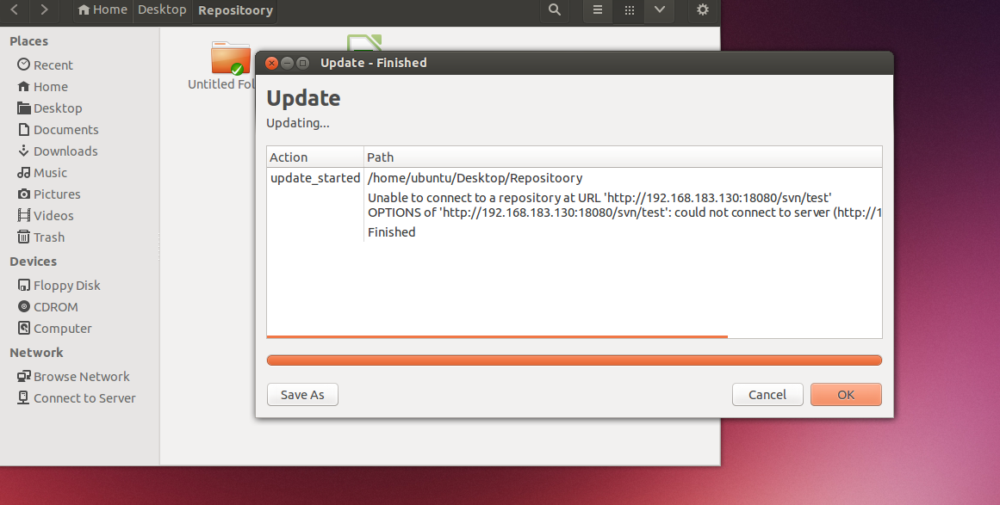 Home Desktop Repositoory
Places
Recent
Home
Desktop
Documents
Downloads
Music
Pictures
Videos
Trash
Devices
Floppy Disk
CDROM
Computer
Network
Browse Network
Connect to Server
Untitled Fol
Update - Finished
Update
Updating...
Action Path
update_started /home/ubuntu/Desktop/Repositoory
Unable to connect to a repository at URL 'http://192.168.183.130:18080/svn/test'
OPTIONS of 'http://192.168.183.130:18080/svn/test': could not connect to server (http://1
Finished
Save As Cancel OK